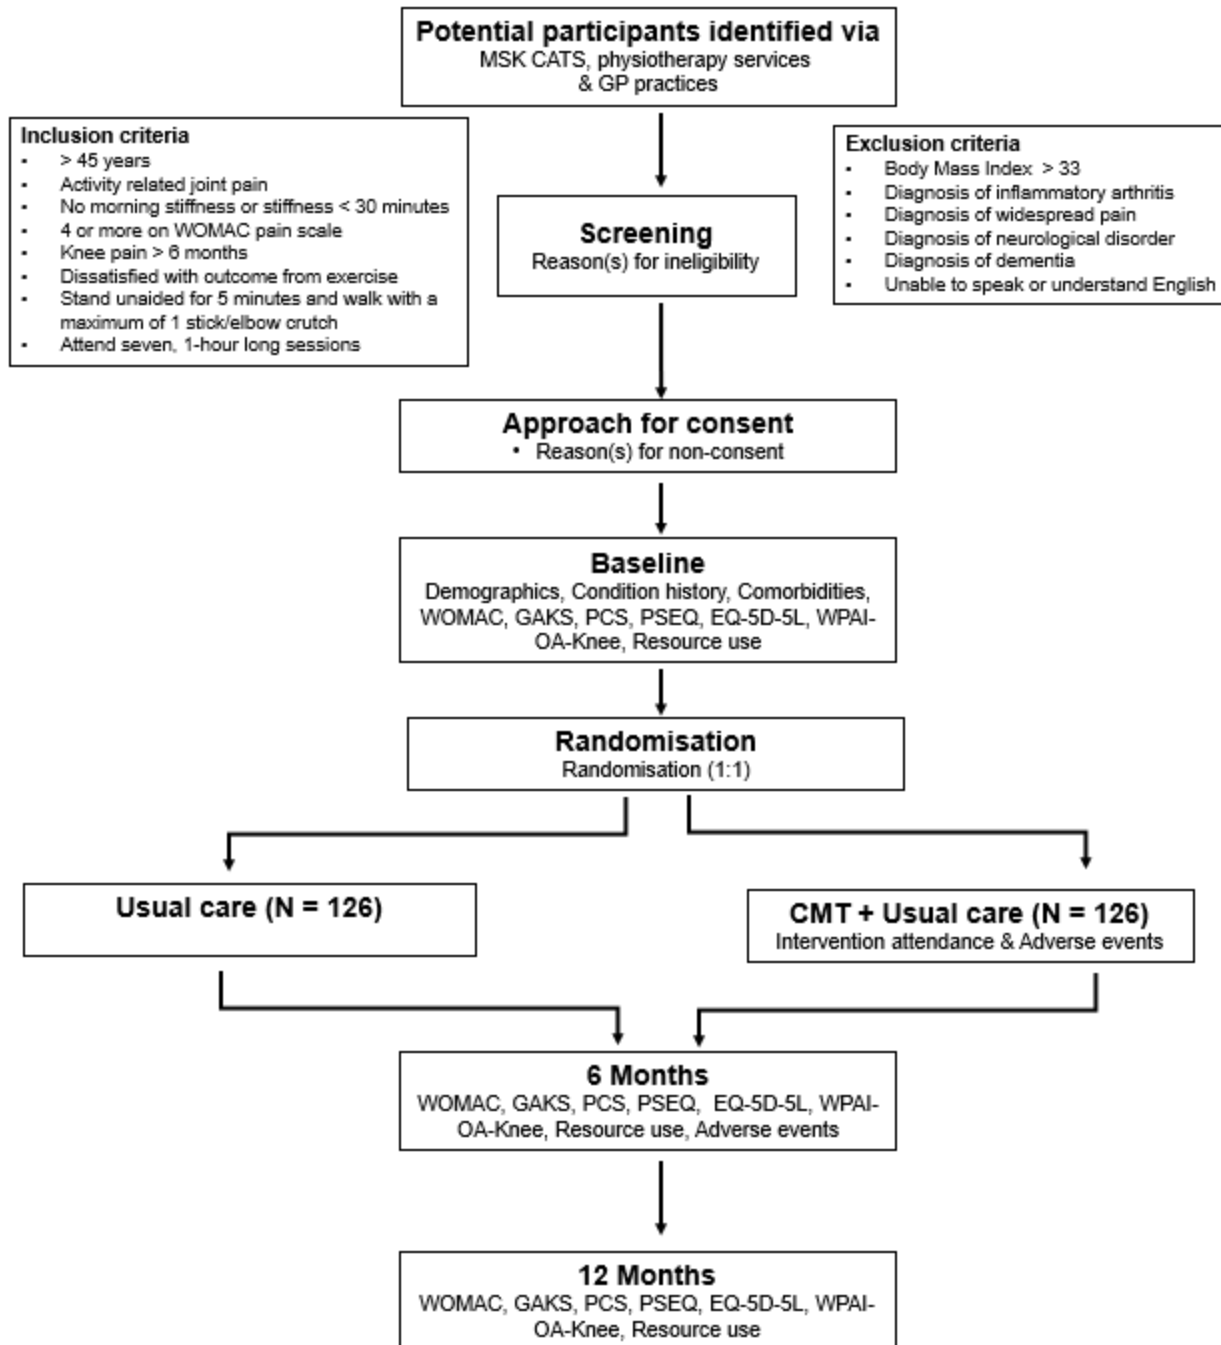 Potential participants identified via
MSK CATS, physiotherapy services
& GP practices
Inclusion criteria
▪ > 45 years
▪ Activity related joint pain
▪ No morning stiffness or stiffness < 30 minutes
▪ 4 or more on WOMAC pain scale
▪ Knee pain > 6 months
▪ Dissatisfied with outcome from exercise
▪ Stand unaided for 5 minutes and walk with a
maximum of 1 stick/elbow crutch
▪ Attend seven, 1-hour long sessions
Exclusion criteria
▪ Body Mass Index > 33
▪ Diagnosis of inflammatory arthritis
▪ Diagnosis of widespread pain
▪ Diagnosis of neurological disorder
▪ Diagnosis of dementia
▪ Unable to speak or understand English
Screening
Reason(s) for ineligibility
Approach for consent
• Reason(s) for non-consent
Baseline
Demographics, Condition history, Comorbidities,
WOMAC, GAKS, PCS, PSEQ, EQ-5D-5L, WPAI-
OA-Knee, Resource use
Randomisation
Randomisation (1:1)
Usual care (N = 126)
CMT + Usual care (N = 126)
Intervention attendance & Adverse events
6 Months
WOMAC, GAKS, PCS, PSEQ, EQ-5D-5L, WPAI-
OA-Knee, Resource use, Adverse events
12 Months
WOMAC, GAKS, PCS, PSEQ, EQ-5D-5L, WPAI-
OA-Knee, Resource use